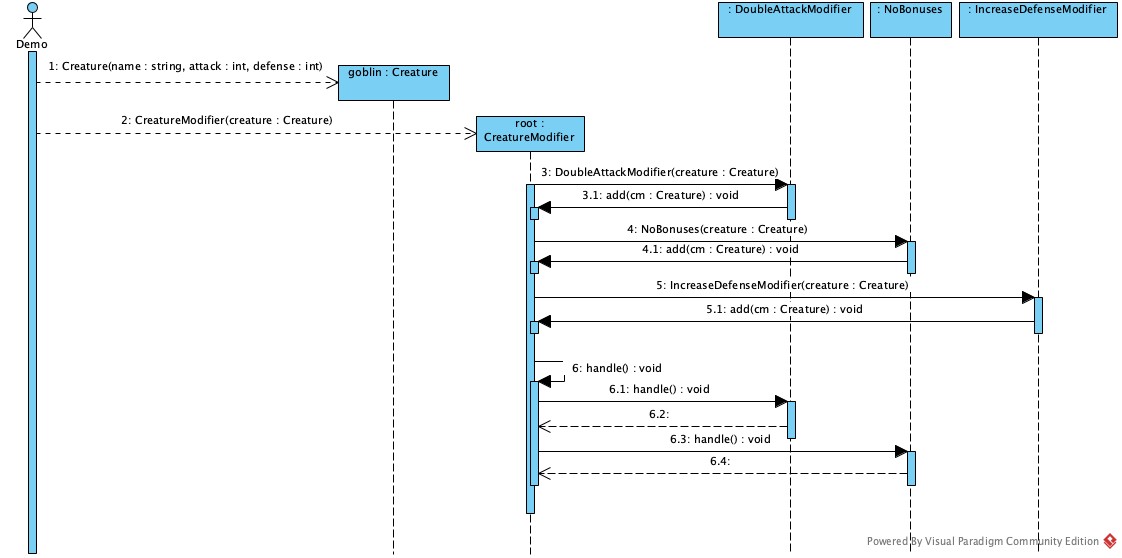 : DoubleAttackModifier
: NoBonuses
: IncreaseDefenseModifier
Demo
1: Creature(name : string, attack : int, defense : int)
goblin : Creature
2: CreatureModifier(creature : Creature)
root :
CreatureModifier
3: DoubleAttackModifier(creature : Creature)
3.1: add(cm : Creature) : void
4: NoBonuses(creature : Creature)
4.1: add(cm : Creature) : void
5: IncreaseDefenseModifier(creature : Creature)
5.1: add(cm : Creature) : void
6: handle() : void
6.1: handle() : void
6.2:
6.3: handle() : void
6.4:
Powered By Visual Paradigm Community Edition